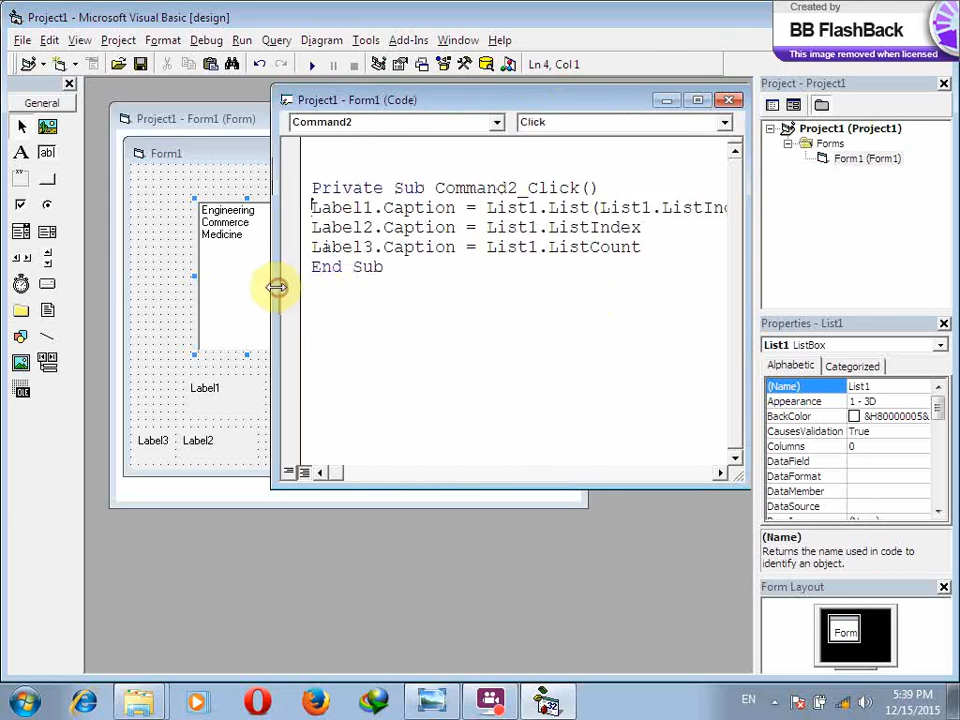 Project1 - Microsoft Visual Basic [design]
Created by
BB FlashBack
This image removed when licensed
File Edit View Project Format Debug Run Query Diagram Tools Add-Ins Window Help
Ln 4, Col 1
General
Project1 - Form1 (Form)
Form1
Engineering
Commerce
Medicine
Label1
Label3
Label2
Project1 - Form1 (Code)
Command2
Click
Private Sub Command2_Click()
Label1.Caption = List1.List(List1.ListInd
Label2.Caption = List1.ListIndex
Label3.Caption = List1.ListCount
End Sub
Project - Project1
Project1 (Project1)
Forms
Form1 (Form1)
Properties - List1
List1 ListBox
Alphabetic Categorized
(Name) List1
Appearance 1 - 3D
BackColor &H80000005&
CausesValidation True
Columns 0
DataField
DataFormat
DataMember
DataSource
(Name)
Returns the name used in code to
identify an object.
Form Layout
Form
OLE
EN
5:39 PM
12/15/2015